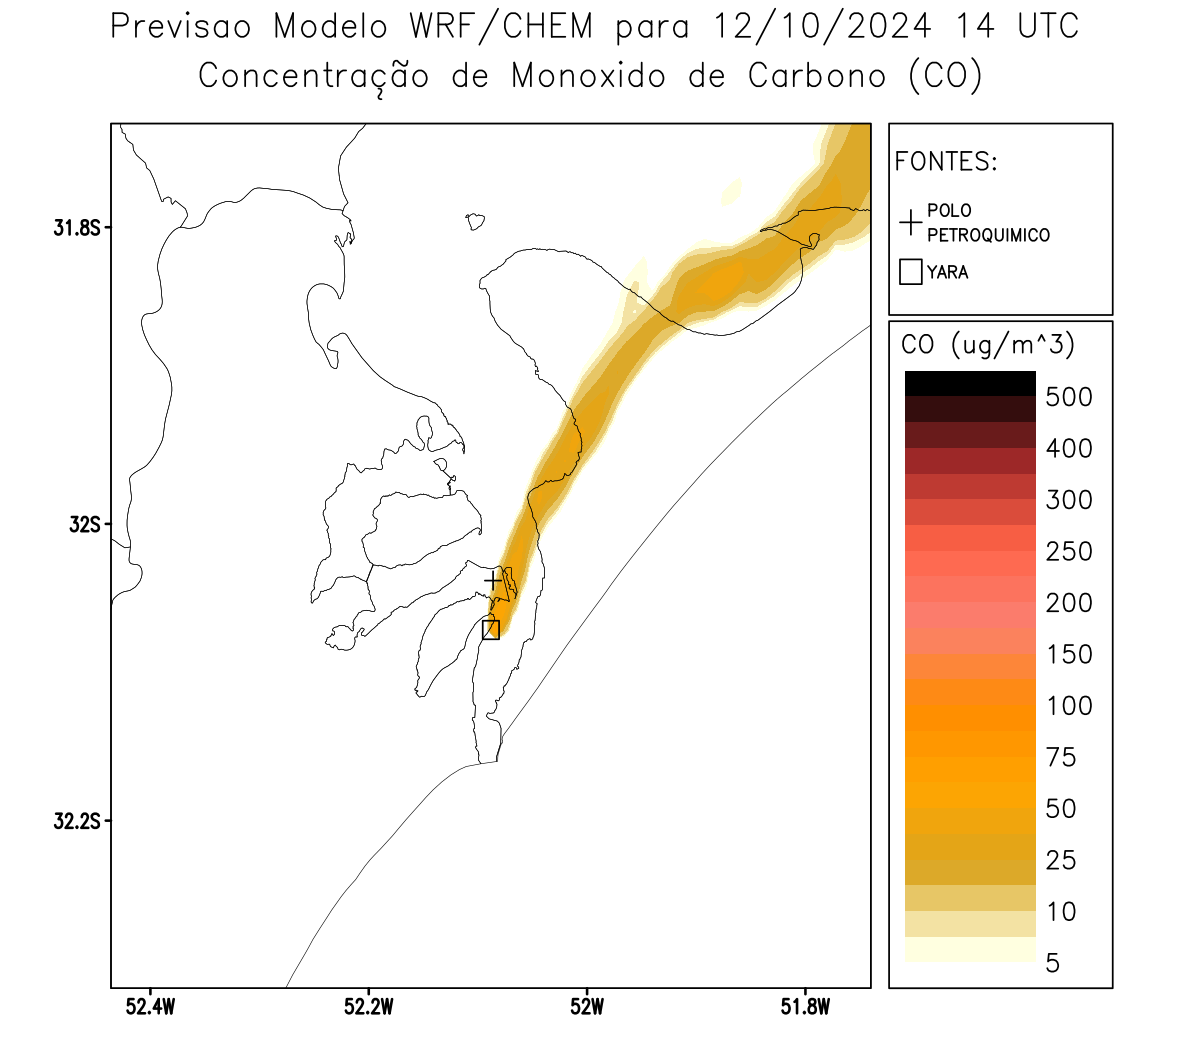 Previsao Modelo WRF/CHEM para 12/10/2024 14 UTC
Concentração de Monoxido de Carbono (CO)
FONTES:
POLO
PETROQUIMICO
YARA
31.8S
32S
32.2S
52.4W
52.2W
52W
51.8W
CO (ug/m^3)
500
400
300
250
200
150
100
75
50
25
10
5